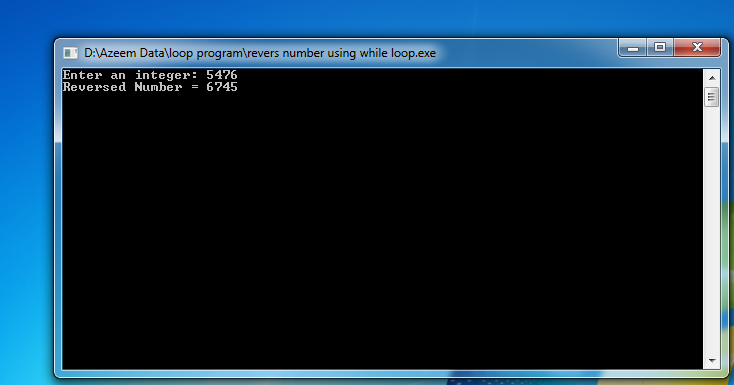 D:\Azeem Data\loop program\revers number using while loop.exe
Enter an integer: 5476
Reversed Number = 6745